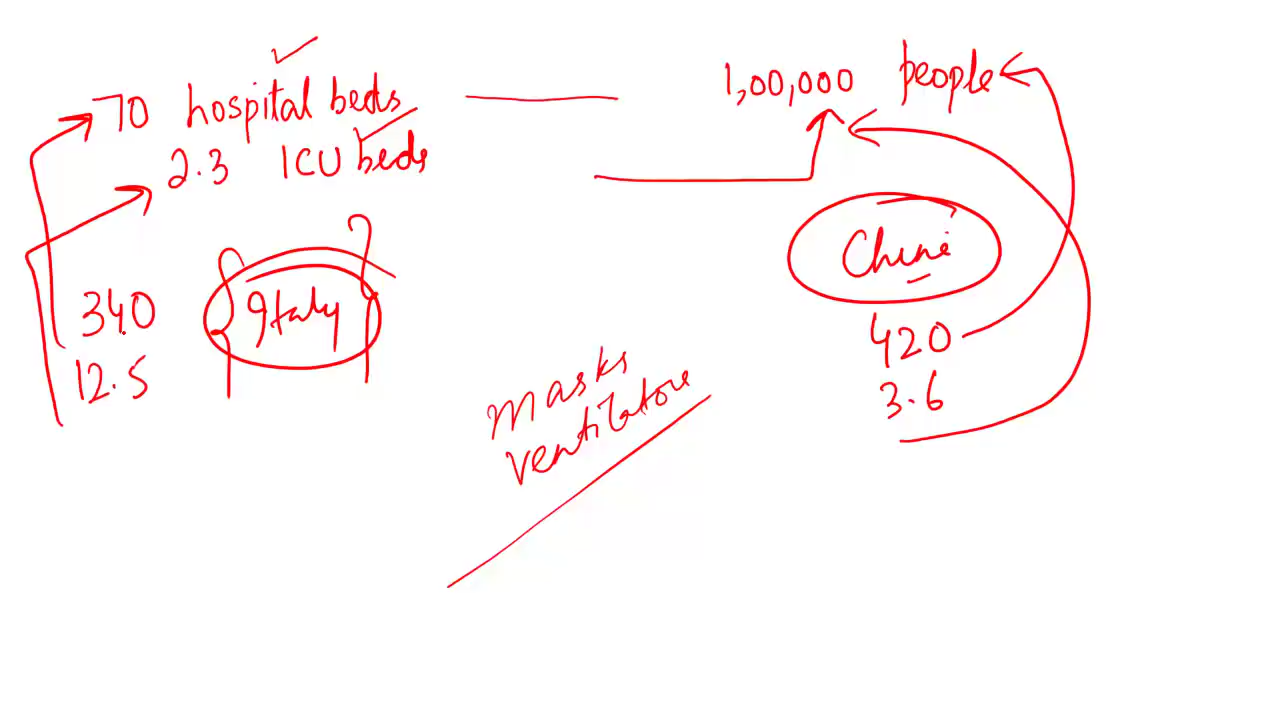 70 hospital beds
1,00,000 people
2.3 ICU beds
340
Italy
12.5
Chini
420
3.6
masks
ventilators